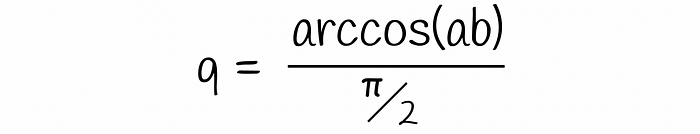 q = arccos(ab) / π/2